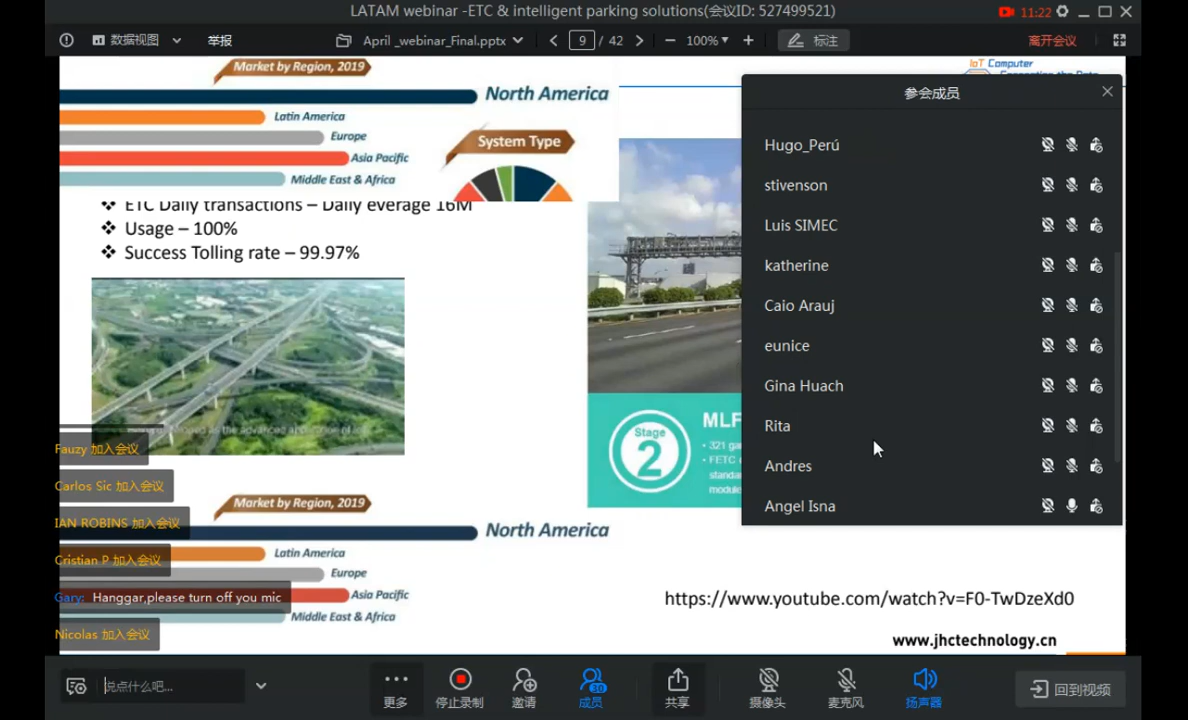 LATAM webinar -ETC & intelligent parking solutions(会议ID: 527499521)
11:22
数据视图
举报
April _webinar_Final.pptx
9 / 42
100%
标注
离开会议
Market by Region, 2019
North America
Latin America
Europe
Asia Pacific
Middle East & Africa
System Type
IoT Computer
❖ ETC Daily transactions – Daily everage 16M
❖ Usage – 100%
❖ Success Tolling rate – 99.97%
Stage
2
MLF
• 321 ga
• FETC
standa
module
参会成员
Hugo_Perú
stivenson
Luis SIMEC
katherine
Caio Arauj
eunice
Gina Huach
Rita
Andres
Angel Isna
Fauzy 加入会议
Carlos Sic 加入会议
IAN ROBINS 加入会议
Cristian P 加入会议
Gary: Hanggar,please turn off you mic
Nicolas 加入会议
Market by Region, 2019
North America
Latin America
Europe
Asia Pacific
Middle East & Africa
https://www.youtube.com/watch?v=F0-TwDzeXd0
www.jhctechnology.cn
说点什么吧...
更多
停止录制
邀请
30
成员
共享
摄像头
麦克风
扬声器
回到视频